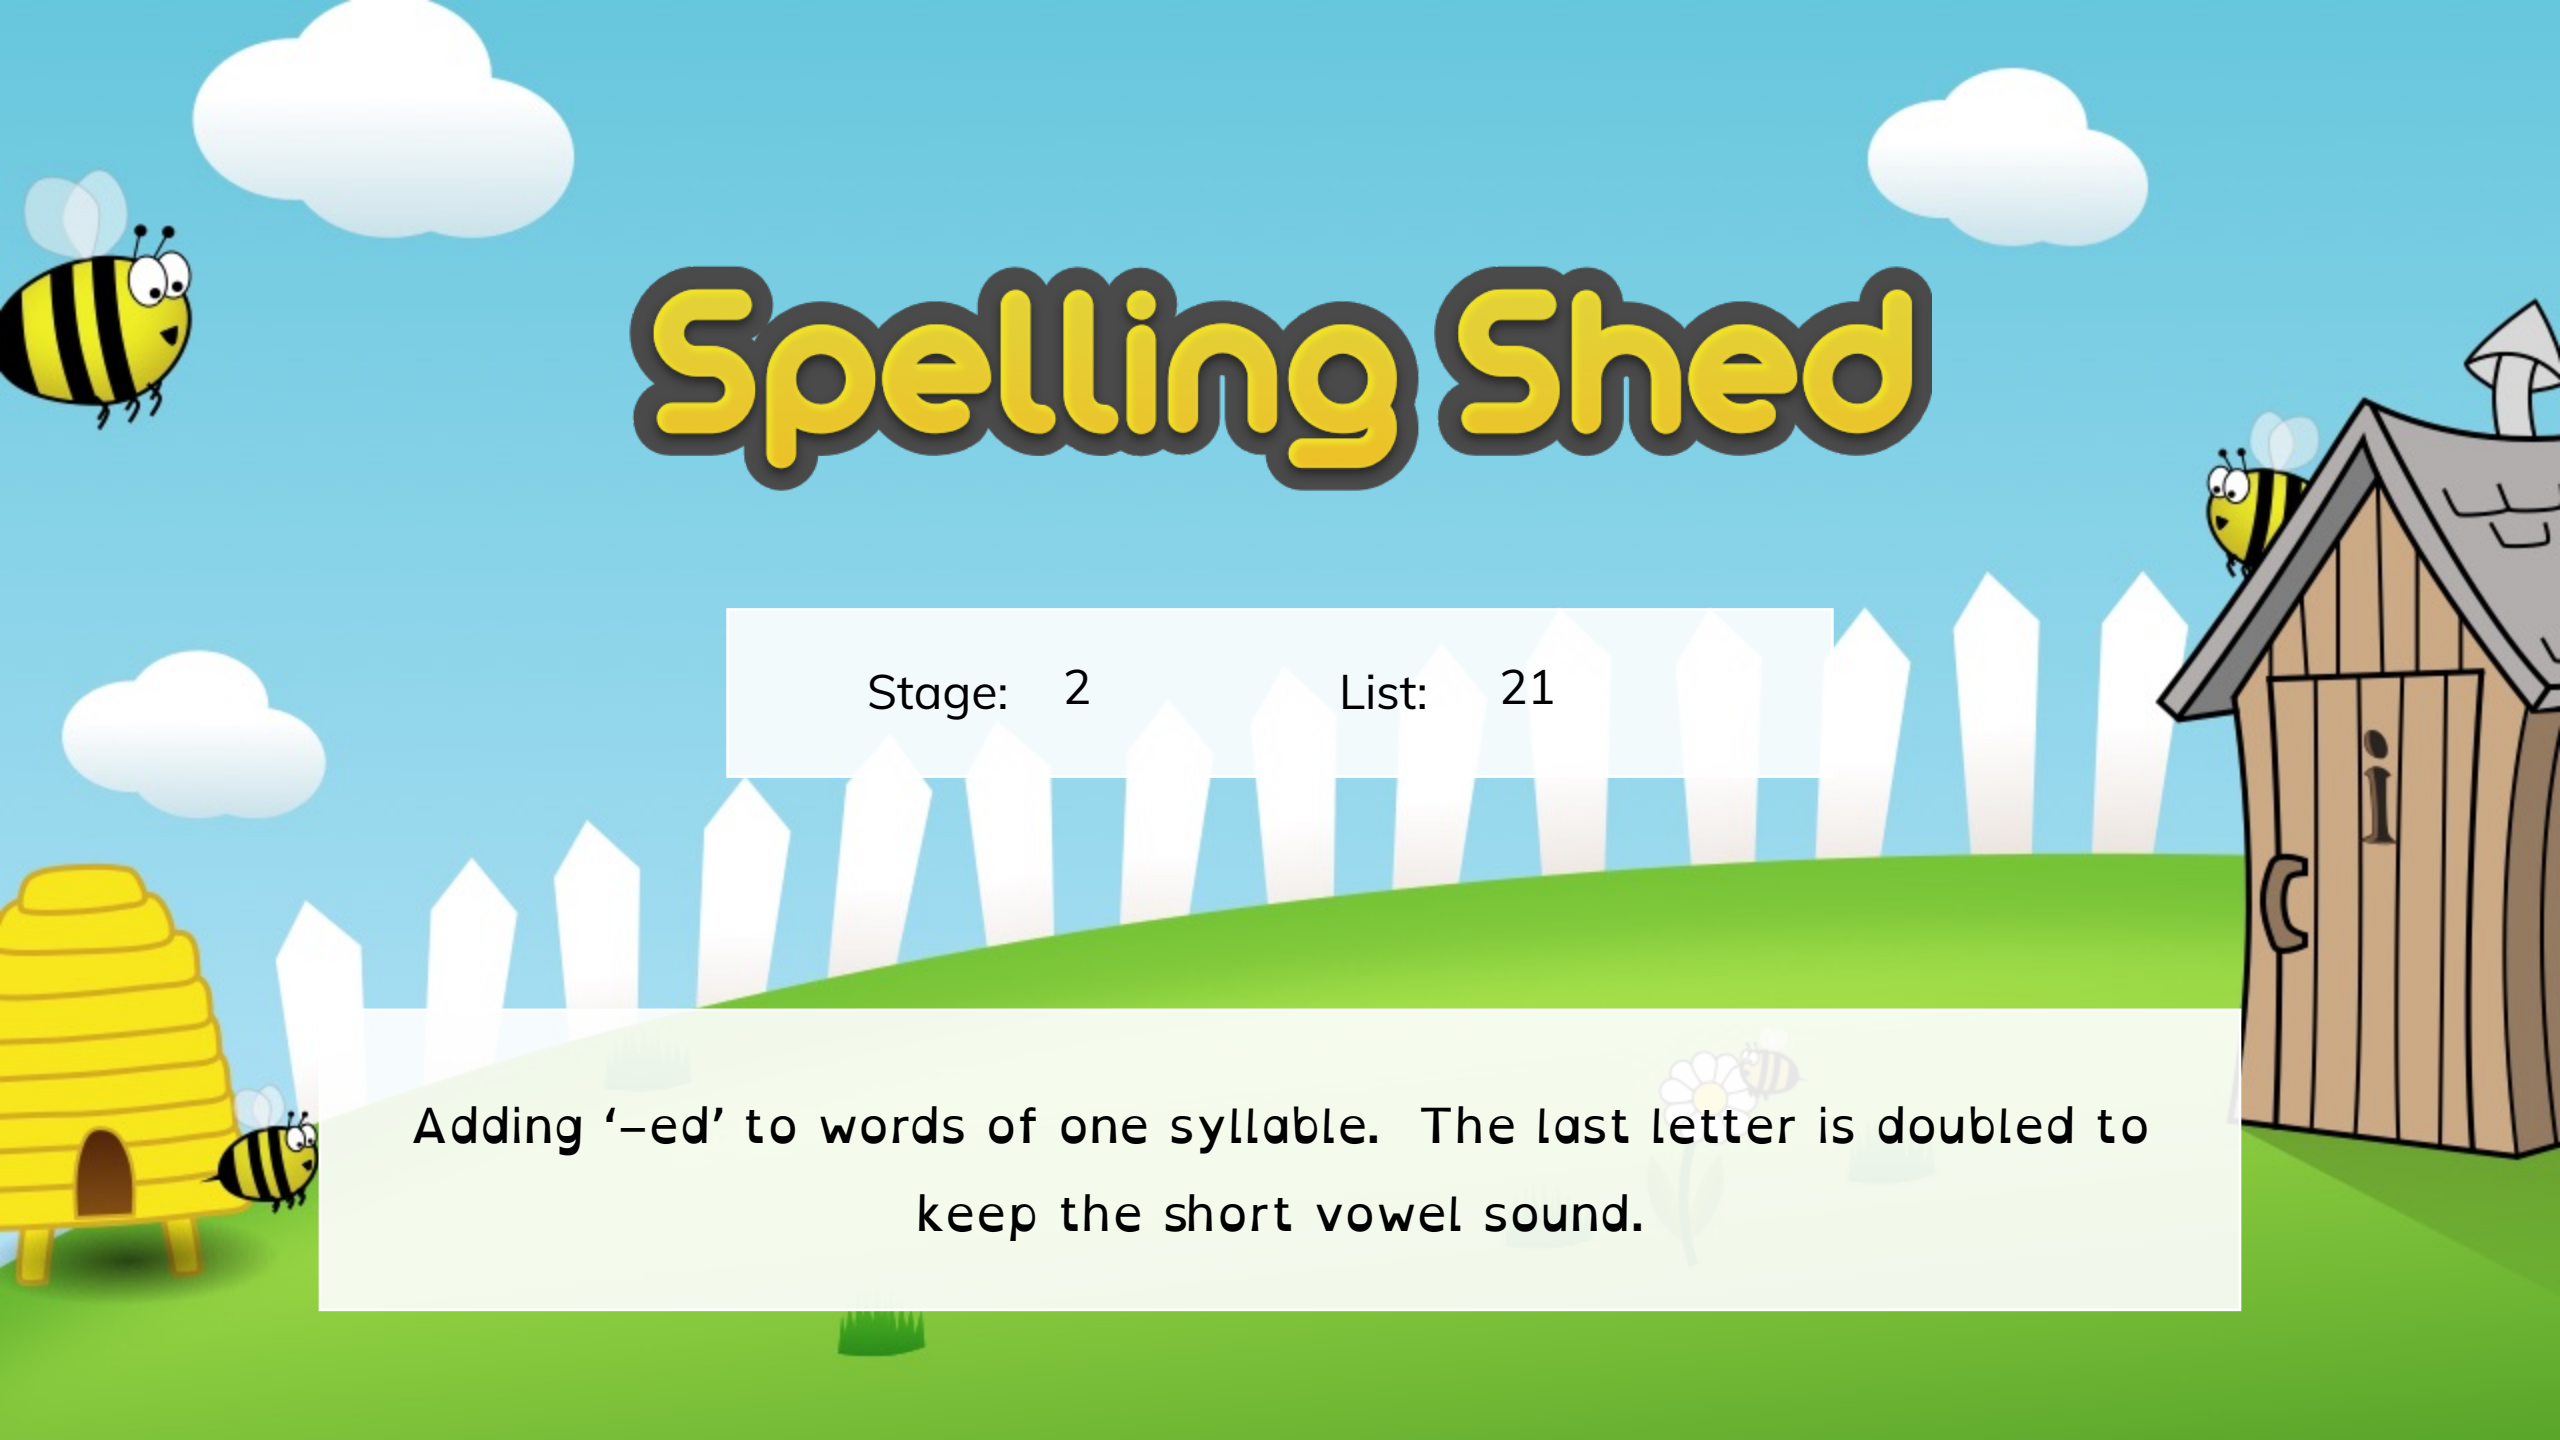 Spelling Shed
Stage: 2 List: 21
i
Adding ‘–ed’ to words of one syllable.  The last letter is doubled to
keep the short vowel sound.